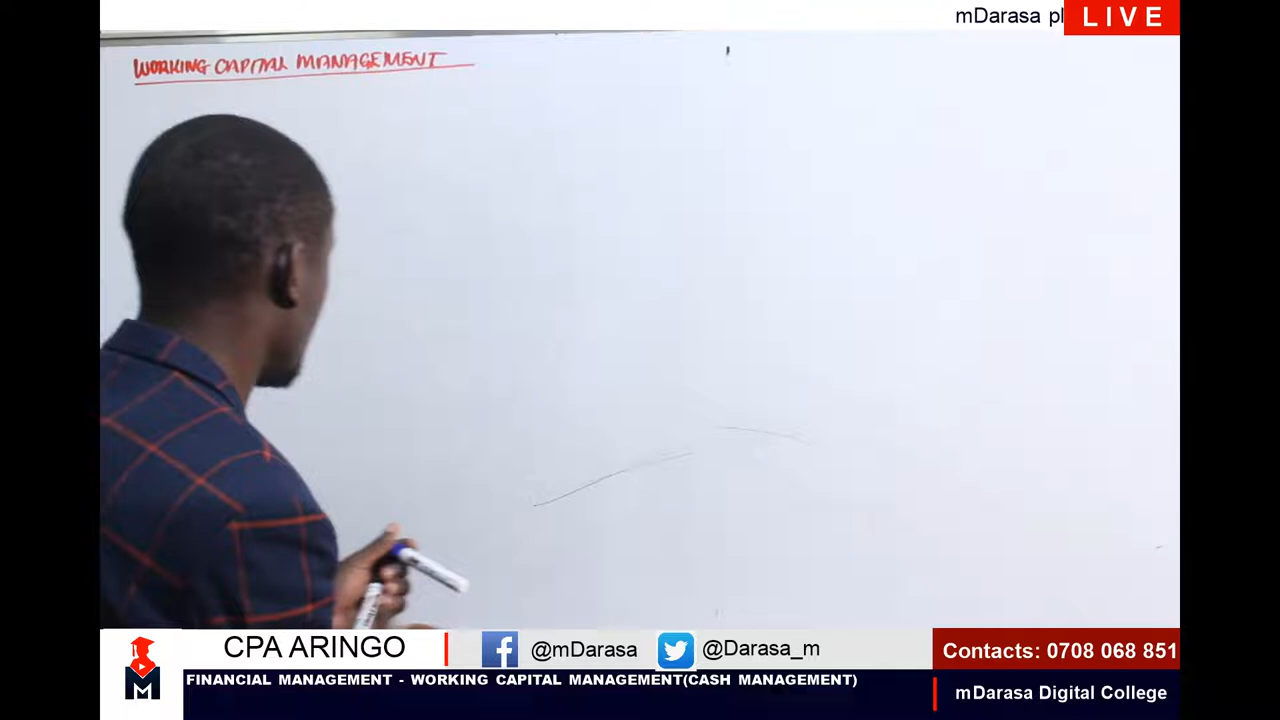 mDarasa pl
LIVE
WORKING CAPITAL MANAGEMENT
CPA ARINGO
@mDarasa
@Darasa_m
Contacts: 0708 068 851
M
FINANCIAL MANAGEMENT - WORKING CAPITAL MANAGEMENT(CASH MANAGEMENT)
mDarasa Digital College